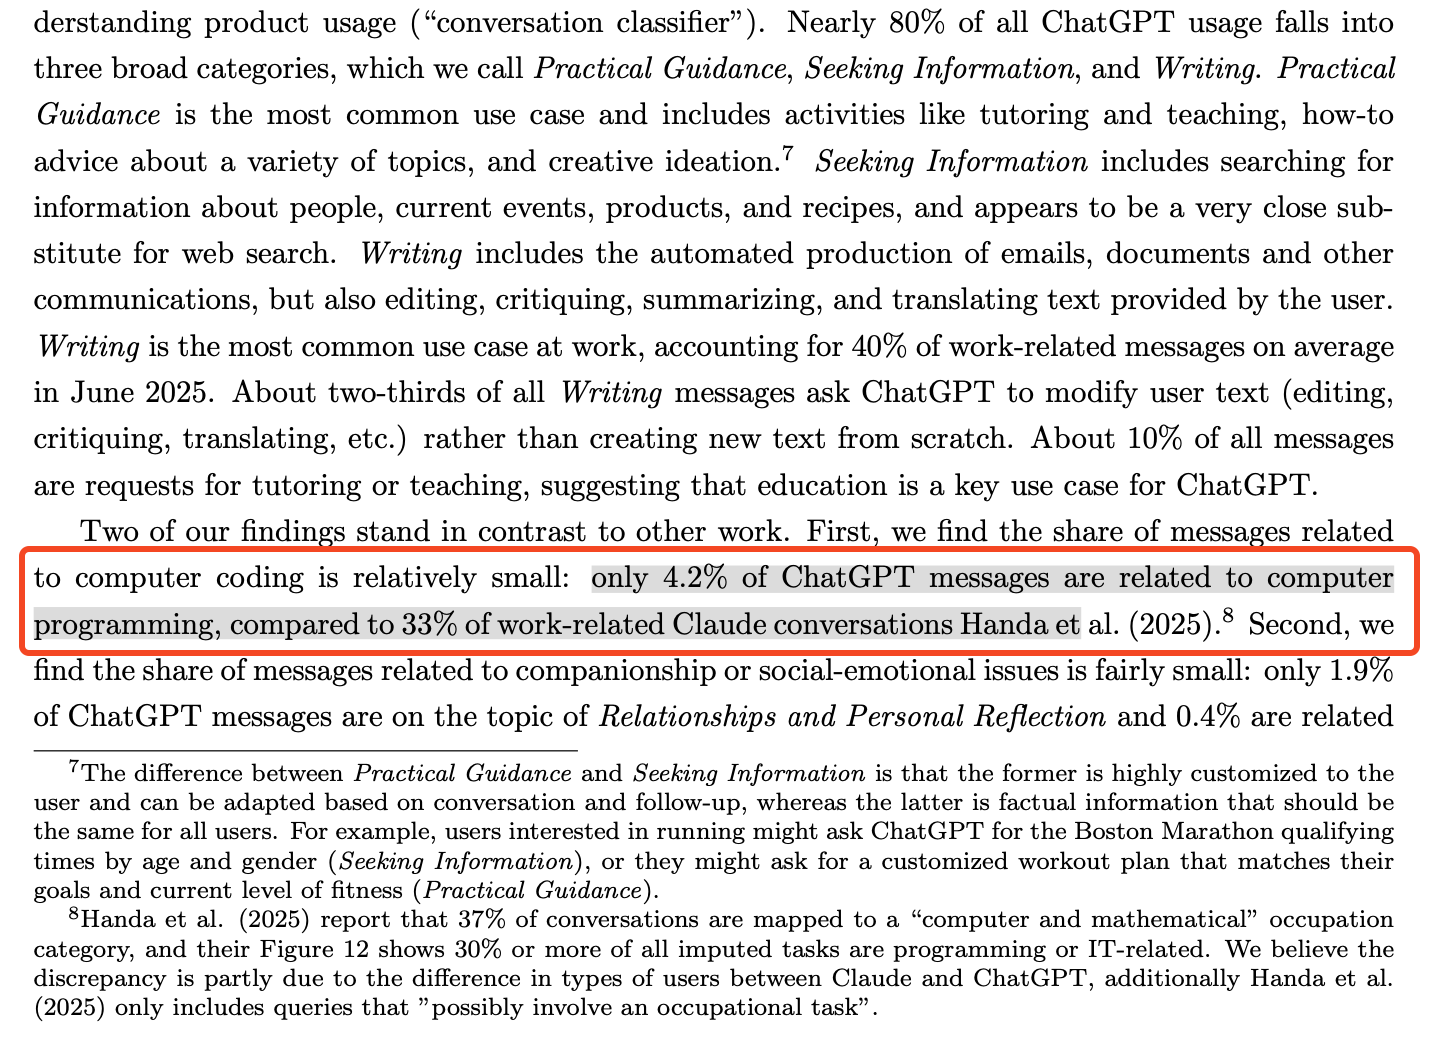 derstanding product usage (“conversation classifier”). Nearly 80% of all ChatGPT usage falls into
three broad categories, which we call Practical Guidance, Seeking Information, and Writing. Practical
Guidance is the most common use case and includes activities like tutoring and teaching, how-to
advice about a variety of topics, and creative ideation.7 Seeking Information includes searching for
information about people, current events, products, and recipes, and appears to be a very close sub-
stitute for web search. Writing includes the automated production of emails, documents and other
communications, but also editing, critiquing, summarizing, and translating text provided by the user.
Writing is the most common use case at work, accounting for 40% of work-related messages on average
in June 2025. About two-thirds of all Writing messages ask ChatGPT to modify user text (editing,
critiquing, translating, etc.) rather than creating new text from scratch. About 10% of all messages
are requests for tutoring or teaching, suggesting that education is a key use case for ChatGPT.
Two of our findings stand in contrast to other work. First, we find the share of messages related
to computer coding is relatively small: only 4.2% of ChatGPT messages are related to computer
programming, compared to 33% of work-related Claude conversations Handa et al. (2025).8 Second, we
find the share of messages related to companionship or social-emotional issues is fairly small: only 1.9%
of ChatGPT messages are on the topic of Relationships and Personal Reflection and 0.4% are related
7The difference between Practical Guidance and Seeking Information is that the former is highly customized to the
user and can be adapted based on conversation and follow-up, whereas the latter is factual information that should be
the same for all users. For example, users interested in running might ask ChatGPT for the Boston Marathon qualifying
times by age and gender (Seeking Information), or they might ask for a customized workout plan that matches their
goals and current level of fitness (Practical Guidance).
8Handa et al. (2025) report that 37% of conversations are mapped to a “computer and mathematical” occupation
category, and their Figure 12 shows 30% or more of all imputed tasks are programming or IT-related. We believe the
discrepancy is partly due to the difference in types of users between Claude and ChatGPT, additionally Handa et al.
(2025) only includes queries that ”possibly involve an occupational task”.